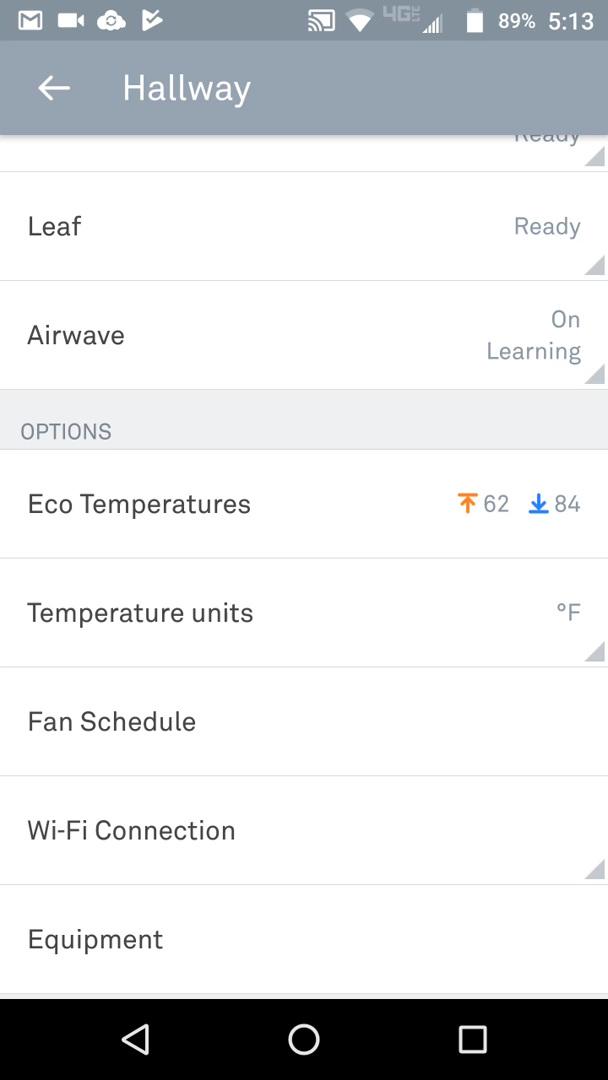 89% 5:13
Hallway
Ready
Leaf
Ready
Airwave
On
Learning
OPTIONS
Eco Temperatures
62 84
Temperature units
°F
Fan Schedule
Wi-Fi Connection
Equipment